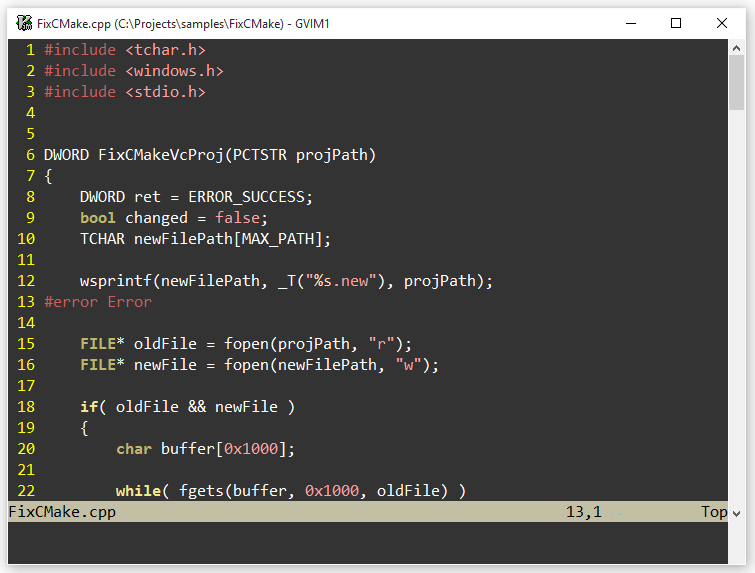 FixCMake.cpp (C:\Projects\samples\FixCMake) - GVIM1
1 #include <tchar.h>
2 #include <windows.h>
3 #include <stdio.h>
4
5
6 DWORD FixCMakeVcProj(PCTSTR projPath)
7 {
8     DWORD ret = ERROR_SUCCESS;
9     bool changed = false;
10     TCHAR newFilePath[MAX_PATH];
11
12     wsprintf(newFilePath, _T("%s.new"), projPath);
13 #error Error
14
15     FILE* oldFile = fopen(projPath, "r");
16     FILE* newFile = fopen(newFilePath, "w");
17
18     if( oldFile && newFile )
19     {
20         char buffer[0x1000];
21
22         while( fgets(buffer, 0x1000, oldFile) )
FixCMake.cpp 13,1 Top